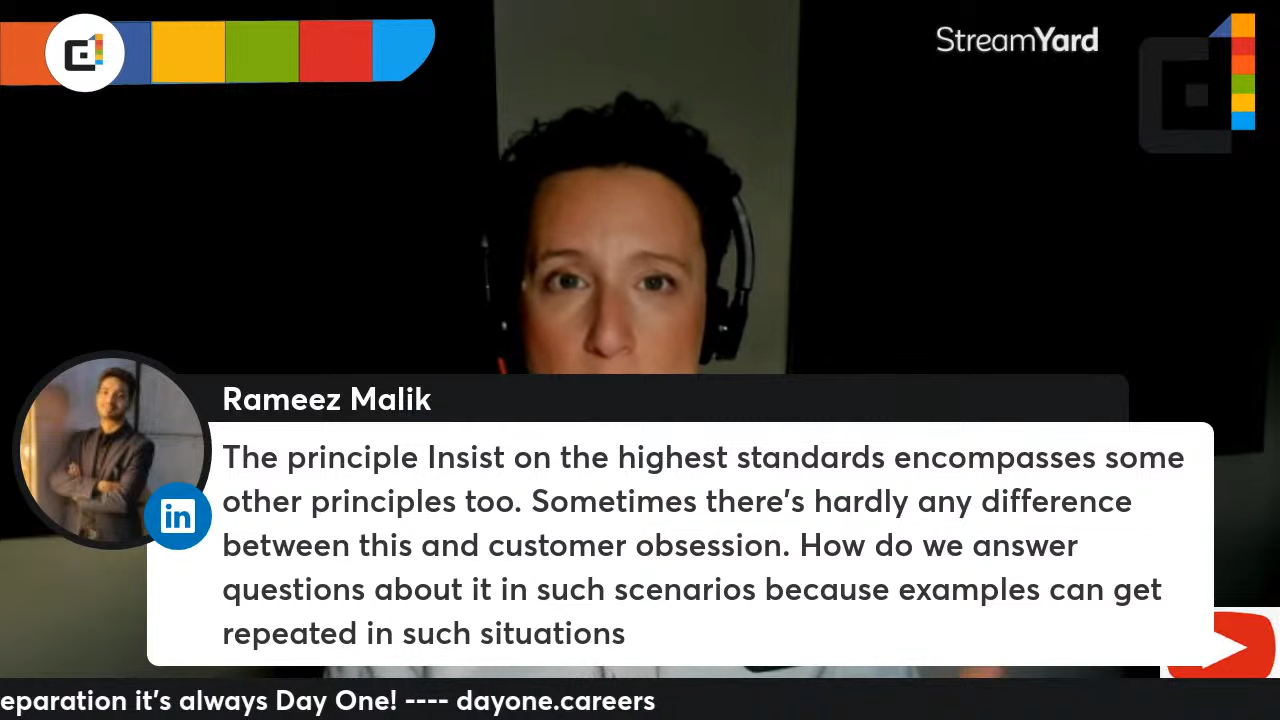 StreamYard
Rameez Malik
The principle Insist on the highest standards encompasses some
other principles too. Sometimes there's hardly any difference
between this and customer obsession. How do we answer
questions about it in such scenarios because examples can get
repeated in such situations
in
eparation it's always Day One! ---- dayone.careers